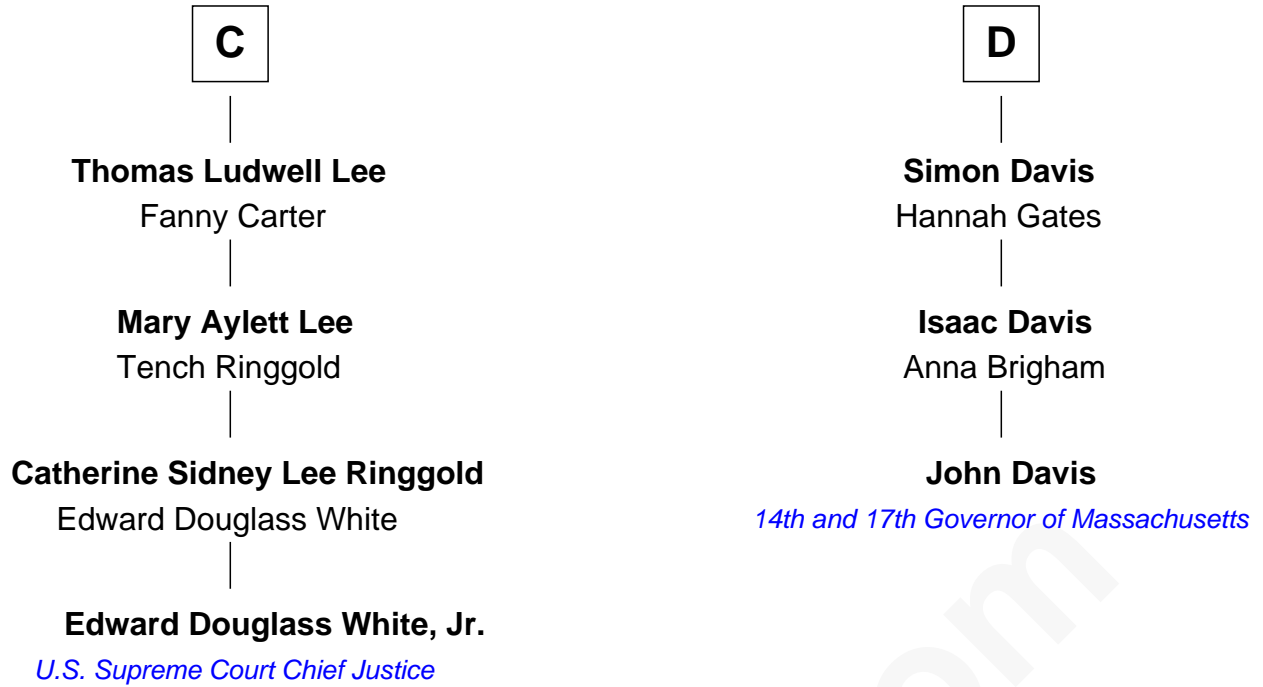 C
Thomas Ludwell Lee
Fanny Carter
Mary Aylett Lee
Tench Ringgold
Catherine Sidney Lee Ringgold
Edward Douglass White
Edward Douglass White, Jr.
U.S. Supreme Court Chief Justice
D
Simon Davis
Hannah Gates
Isaac Davis
Anna Brigham
John Davis
14th and 17th Governor of Massachusetts
om